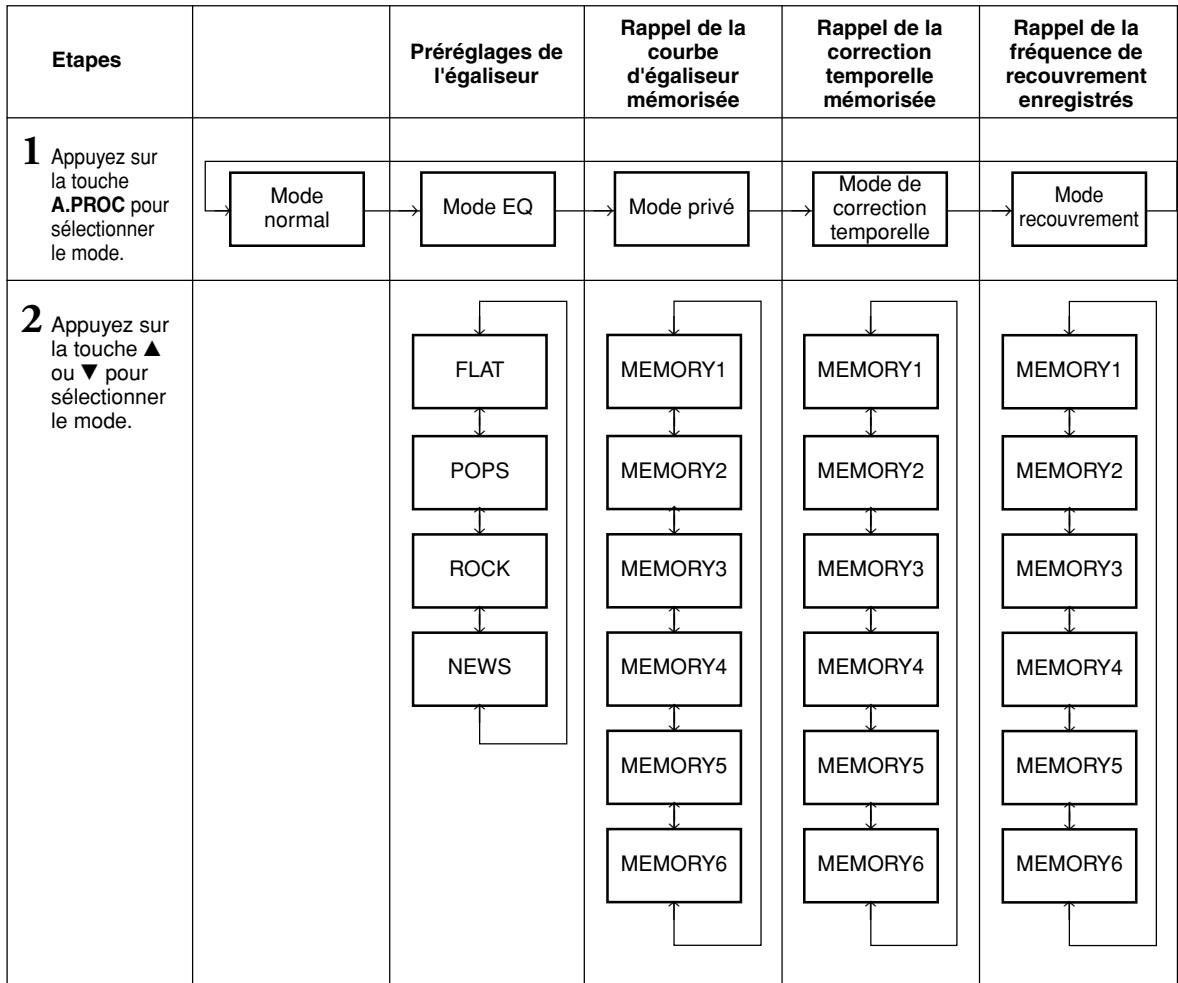 Etapes
Préréglages de
l'égaliseur
Rappel de la
courbe
d'égaliseur
mémorisée
Rappel de la
correction
temporelle
mémorisée
Rappel de la
fréquence de
recouvrement
enregistrés
1 Appuyez sur
la touche
A.PROC pour
sélectionner
le mode.
Mode
normal
Mode EQ
Mode privé
Mode de
correction
temporelle
Mode
recouvrement
2 Appuyez sur
la touche ▲
ou ▼ pour
sélectionner
le mode.
FLAT
POPS
ROCK
NEWS
MEMORY1
MEMORY2
MEMORY3
MEMORY4
MEMORY5
MEMORY6
MEMORY1
MEMORY2
MEMORY3
MEMORY4
MEMORY5
MEMORY6
MEMORY1
MEMORY2
MEMORY3
MEMORY4
MEMORY5
MEMORY6